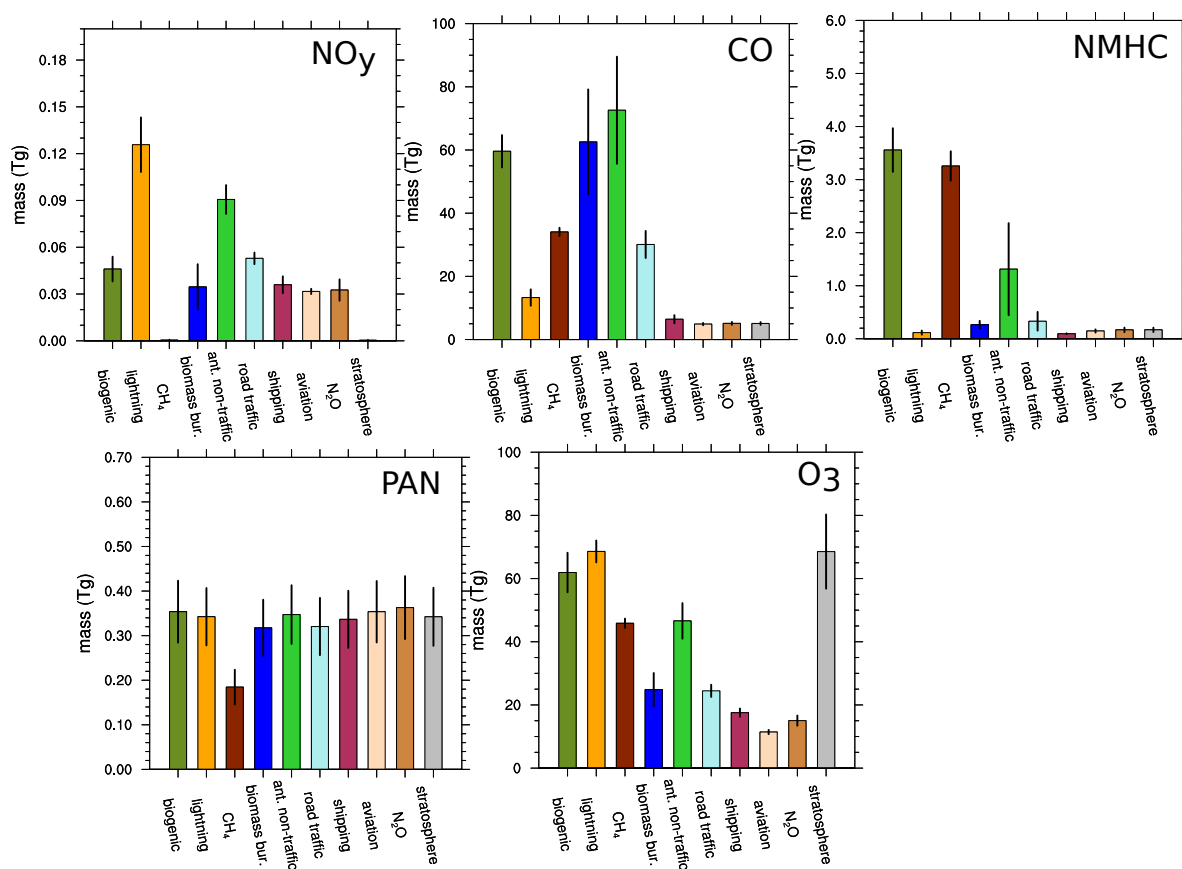 NOy
mass (Tg)
0.18
0.15
0.12
0.09
0.06
0.03
0.00
biogenic
lightning
CH₄
biomass bur.
ant. non-traffic
road traffic
shipping
aviation
N₂O
stratosphere
CO
mass (Tg)
100
80
60
40
20
0
biogenic
lightning
CH₄
biomass bur.
ant. non-traffic
road traffic
shipping
aviation
N₂O
stratosphere
NMHC
mass (Tg)
6.0
5.0
4.0
3.0
2.0
1.0
0.0
biogenic
lightning
CH₄
biomass bur.
ant. non-traffic
road traffic
shipping
aviation
N₂O
stratosphere
PAN
mass (Tg)
0.70
0.60
0.50
0.40
0.30
0.20
0.10
0.00
biogenic
lightning
CH₄
biomass bur.
ant. non-traffic
road traffic
shipping
aviation
N₂O
stratosphere
O₃
mass (Tg)
100
80
60
40
20
0
biogenic
lightning
CH₄
biomass bur.
ant. non-traffic
road traffic
shipping
aviation
N₂O
stratosphere